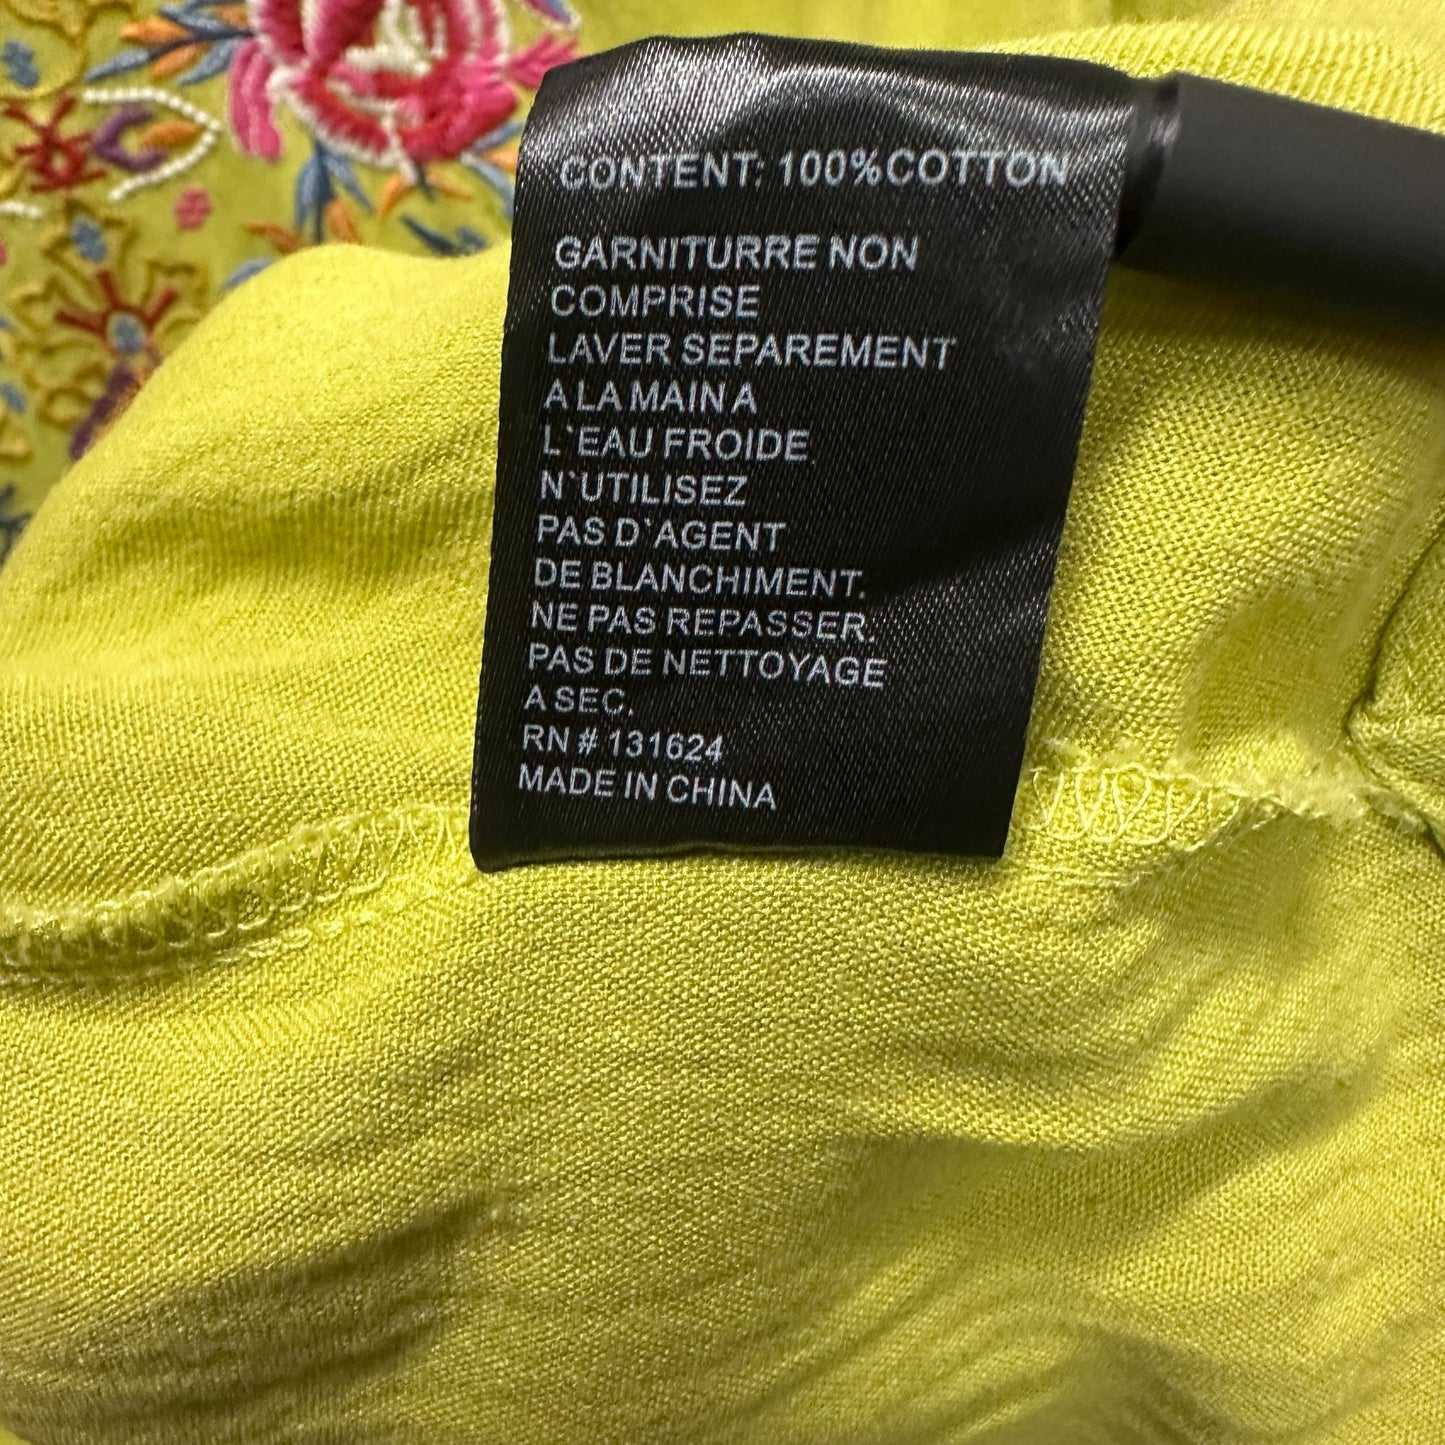 CONTENT: 100%COTTON
GARNITURRE NON
COMPRISE
LAVER SEPAREMENT
A LA MAIN A
L`EAU FROIDE
N`UTILISEZ
PAS D`AGENT
DE BLANCHIMENT.
NE PAS REPASSER.
PAS DE NETTOYAGE
A SEC.
RN # 131624
MADE IN CHINA